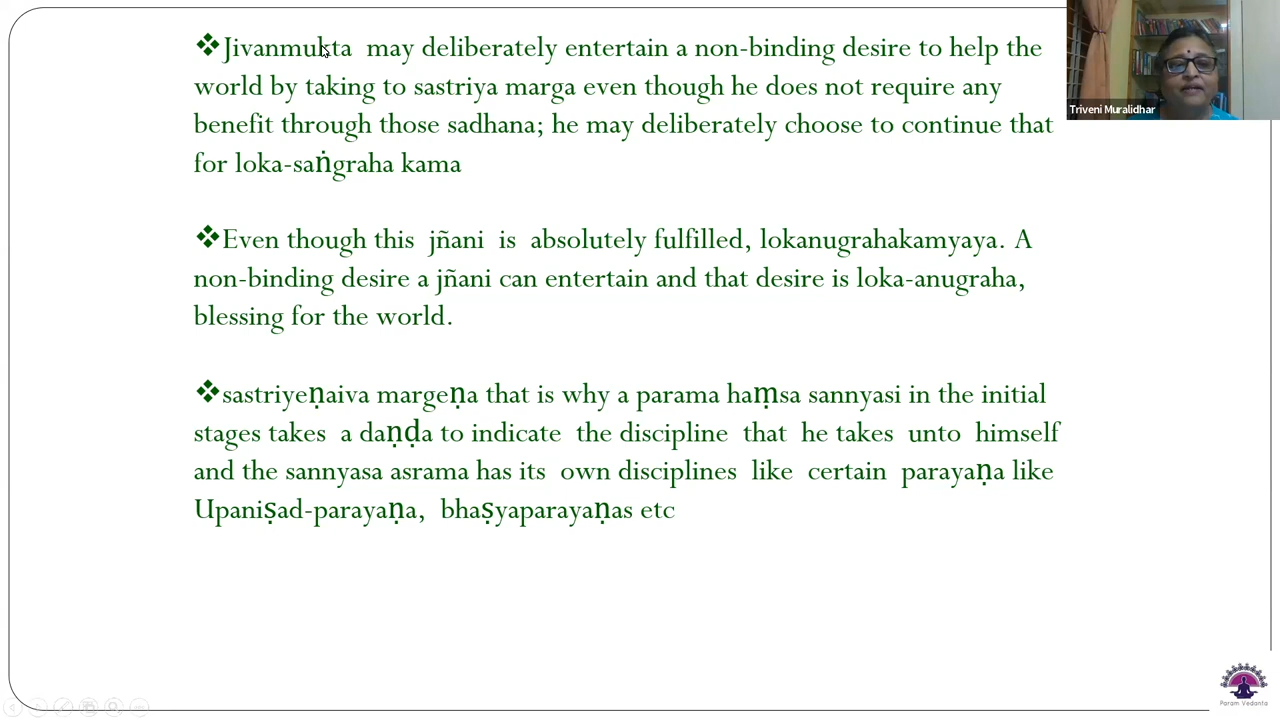 ❖Jivanmukta may deliberately entertain a non-binding desire to help the
world by taking to sastriya marga even though he does not require any
benefit through those sadhana; he may deliberately choose to continue that
for loka-saṅgraha kama
❖Even though this jñani is absolutely fulfilled, lokanugrahakamyaya. A
non-binding desire a jñani can entertain and that desire is loka-anugraha,
blessing for the world.
❖sastriyeṇaiva margeṇa that is why a parama haṃsa sannyasi in the initial
stages takes a daṇḍa to indicate the discipline that he takes unto himself
and the sannyasa asrama has its own disciplines like certain parayaṇa like
Upaniṣad-parayaṇa, bhaṣyaparayaṇas etc
Triveni Muralidhar
Param Vedanta